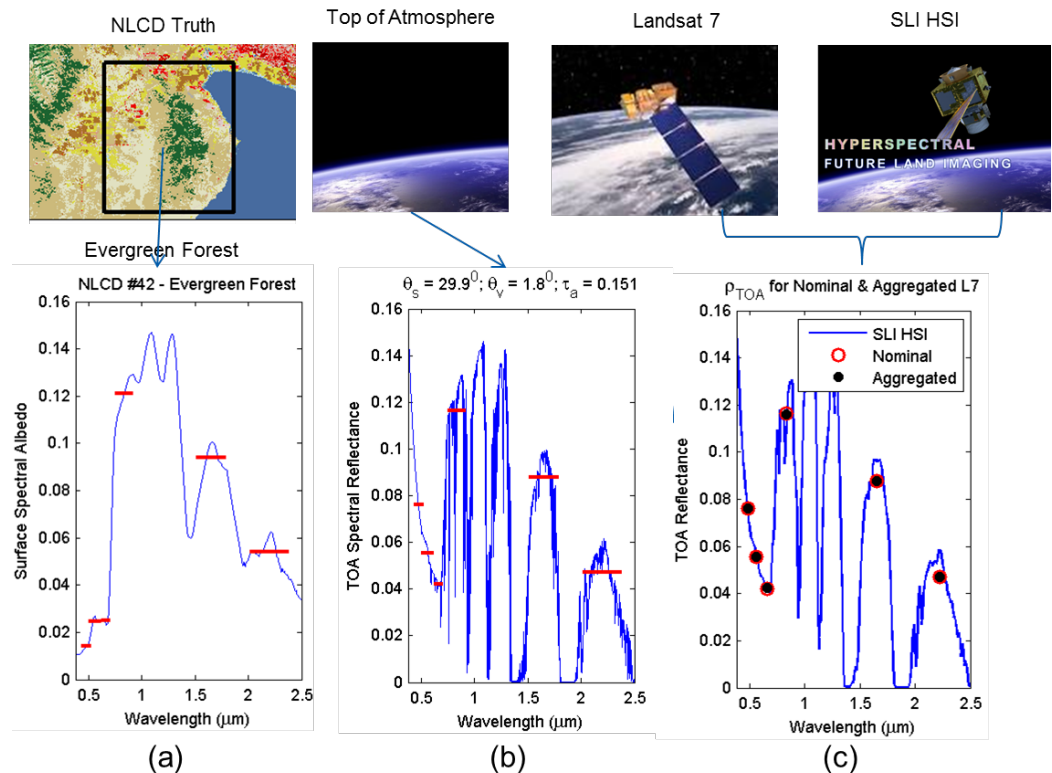 NLCD Truth
Top of Atmosphere
Landsat 7
SLI HSI
HYPERSPECTRAL
FUTURE LAND IMAGING
Evergreen Forest
NLCD #42 - Evergreen Forest
0.16
0.14
0.12
0.1
0.08
0.06
0.04
0.02
0
Surface Spectral Albedo
0.5
1
1.5
2
2.5
Wavelength (μm)
(a)
θs = 29.9⁰; θv = 1.8⁰; τa = 0.151
0.16
0.14
0.12
0.1
0.08
0.06
0.04
0.02
0
TOA Spectral Reflectance
0.5
1
1.5
2
2.5
Wavelength (μm)
(b)
ρTOA for Nominal & Aggregated L7
SLI HSI
Nominal
Aggregated
0.16
0.14
0.12
0.1
0.08
0.06
0.04
0.02
0
TOA Reflectance
0.5
1
1.5
2
2.5
Wavelength (μm)
(c)